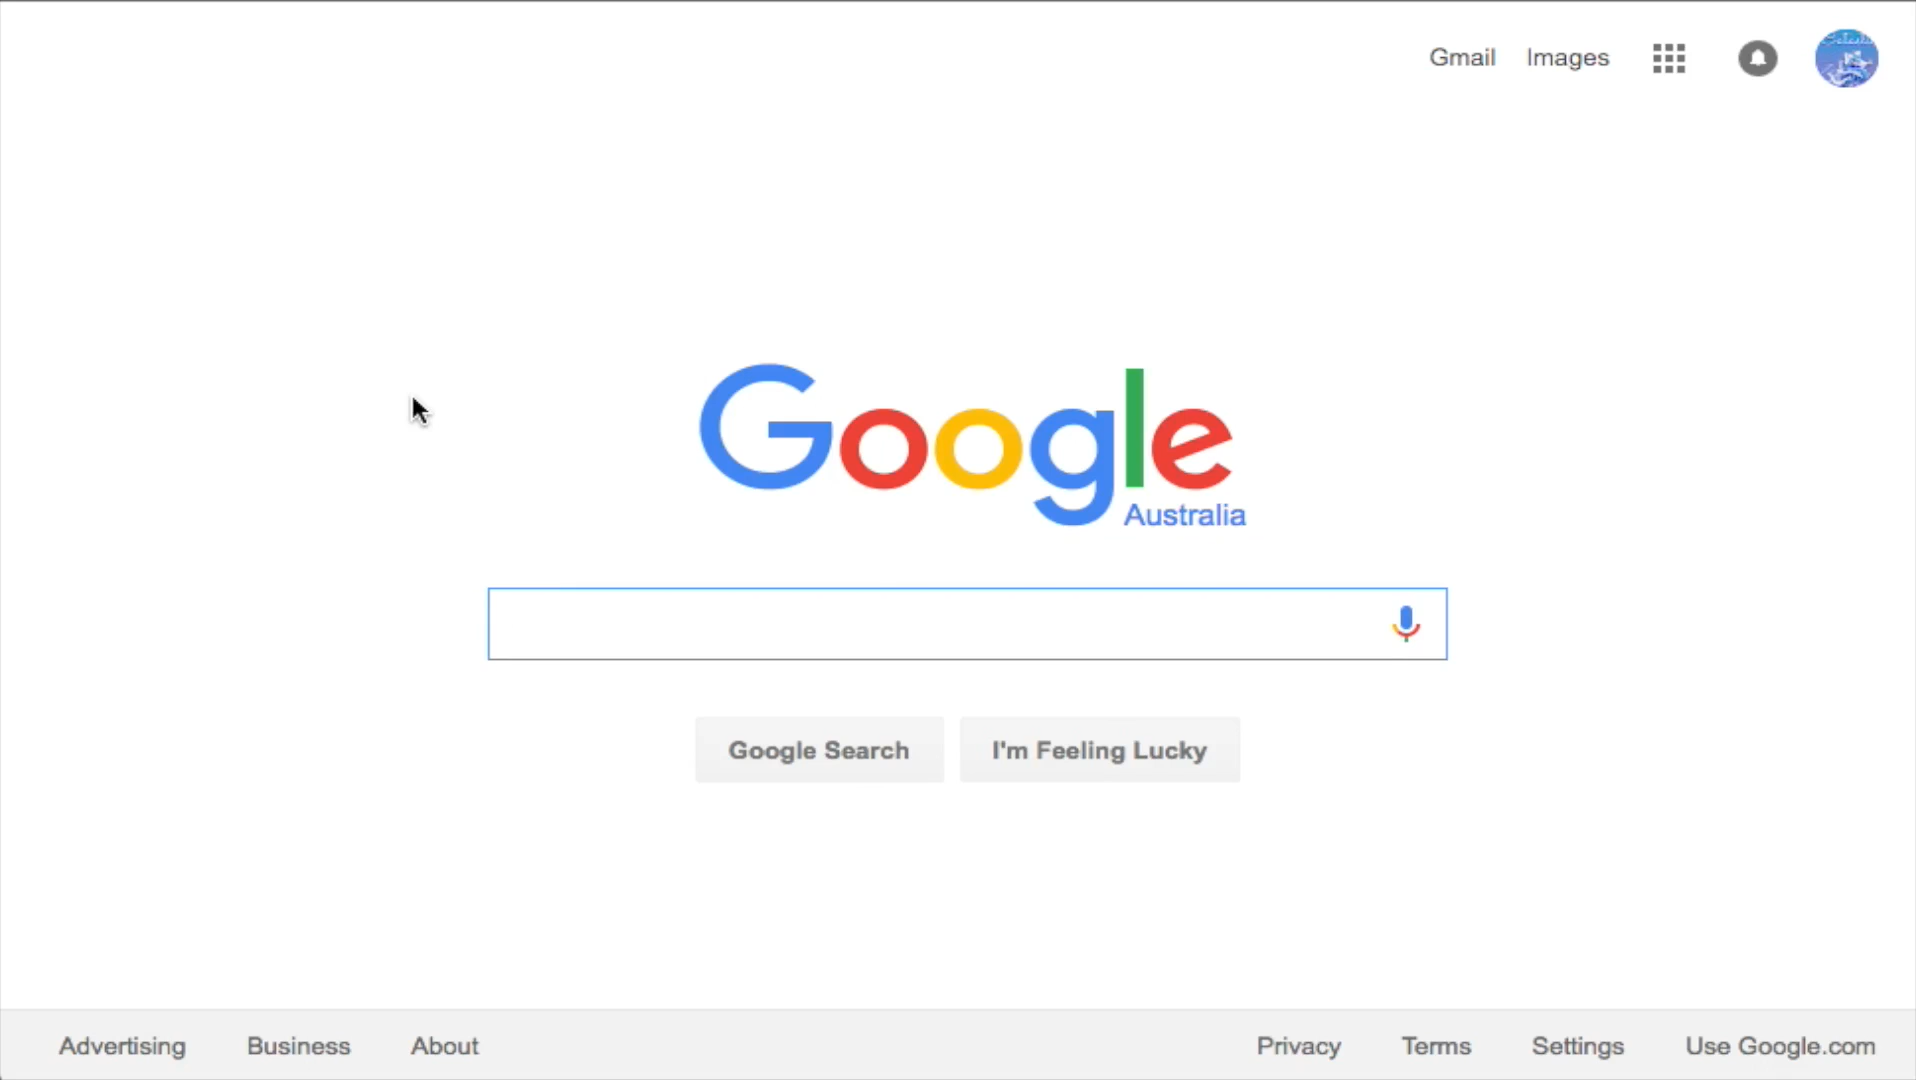 Gmail Images
Google
Australia
Google Search I'm Feeling Lucky
Advertising Business About Privacy Terms Settings Use Google.com